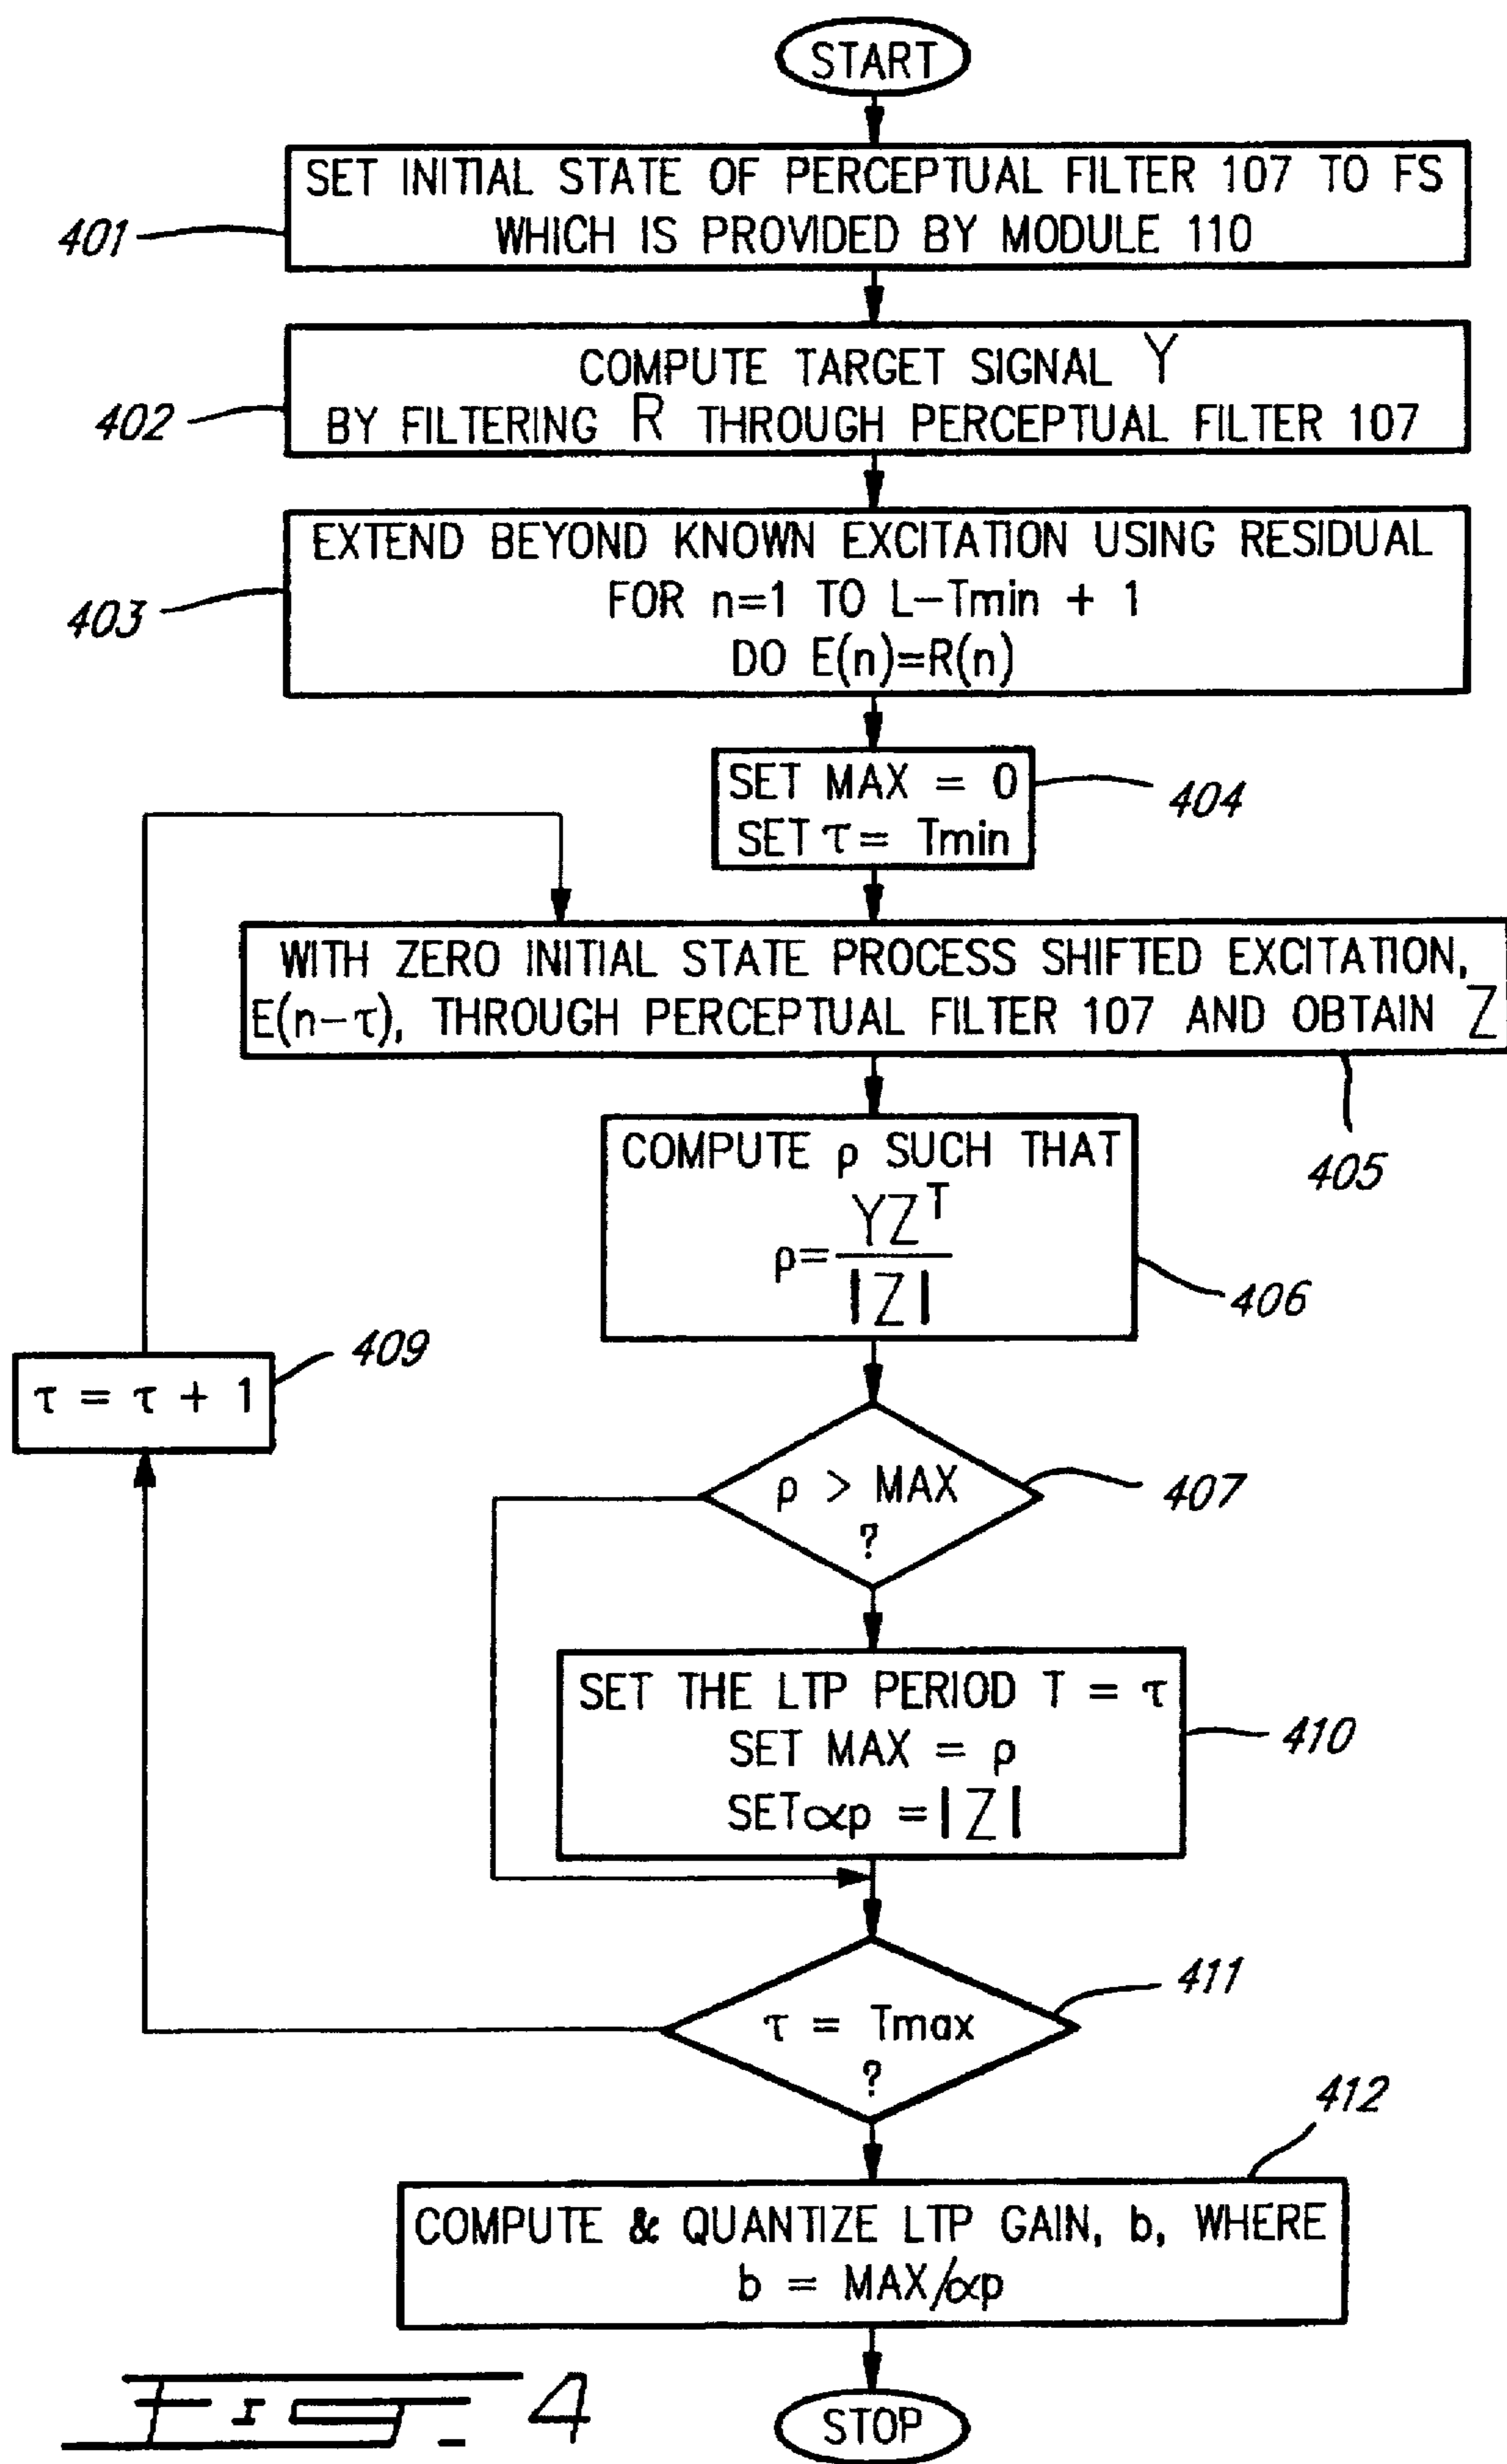 START
SET INITIAL STATE OF PERCEPTUAL FILTER 107 TO FS
WHICH IS PROVIDED BY MODULE 110
401
COMPUTE TARGET SIGNAL Y
BY FILTERING R THROUGH PERCEPTUAL FILTER 107
402
EXTEND BEYOND KNOWN EXCITATION USING RESIDUAL
FOR n=1 TO L-Tmin + 1
DO E(n)=R(n)
403
SET MAX = 0
SET τ = Tmin
404
WITH ZERO INITIAL STATE PROCESS SHIFTED EXCITATION,
E(n-τ), THROUGH PERCEPTUAL FILTER 107 AND OBTAIN Z
405
COMPUTE ρ SUCH THAT
ρ=YZᵀ/|Z|
406
τ = τ + 1
409
ρ > MAX
?
407
SET THE LTP PERIOD T = τ
SET MAX = ρ
SET αp = |Z|
410
τ = Tmax
?
411
412
COMPUTE & QUANTIZE LTP GAIN, b, WHERE
b = MAX/αp
STOP
FIG_4